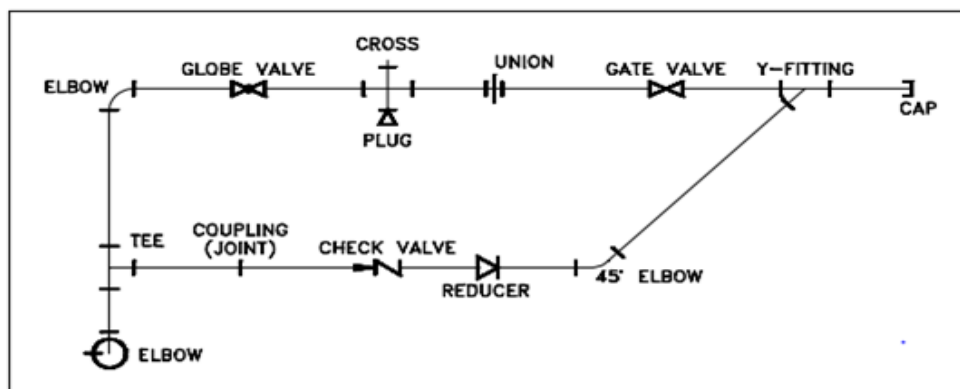 CROSS
ELBOW
GLOBE VALVE
UNION
GATE VALVE
Y-FITTING
CAP
PLUG
TEE
COUPLING
(JOINT)
CHECK VALVE
REDUCER
45° ELBOW
ELBOW